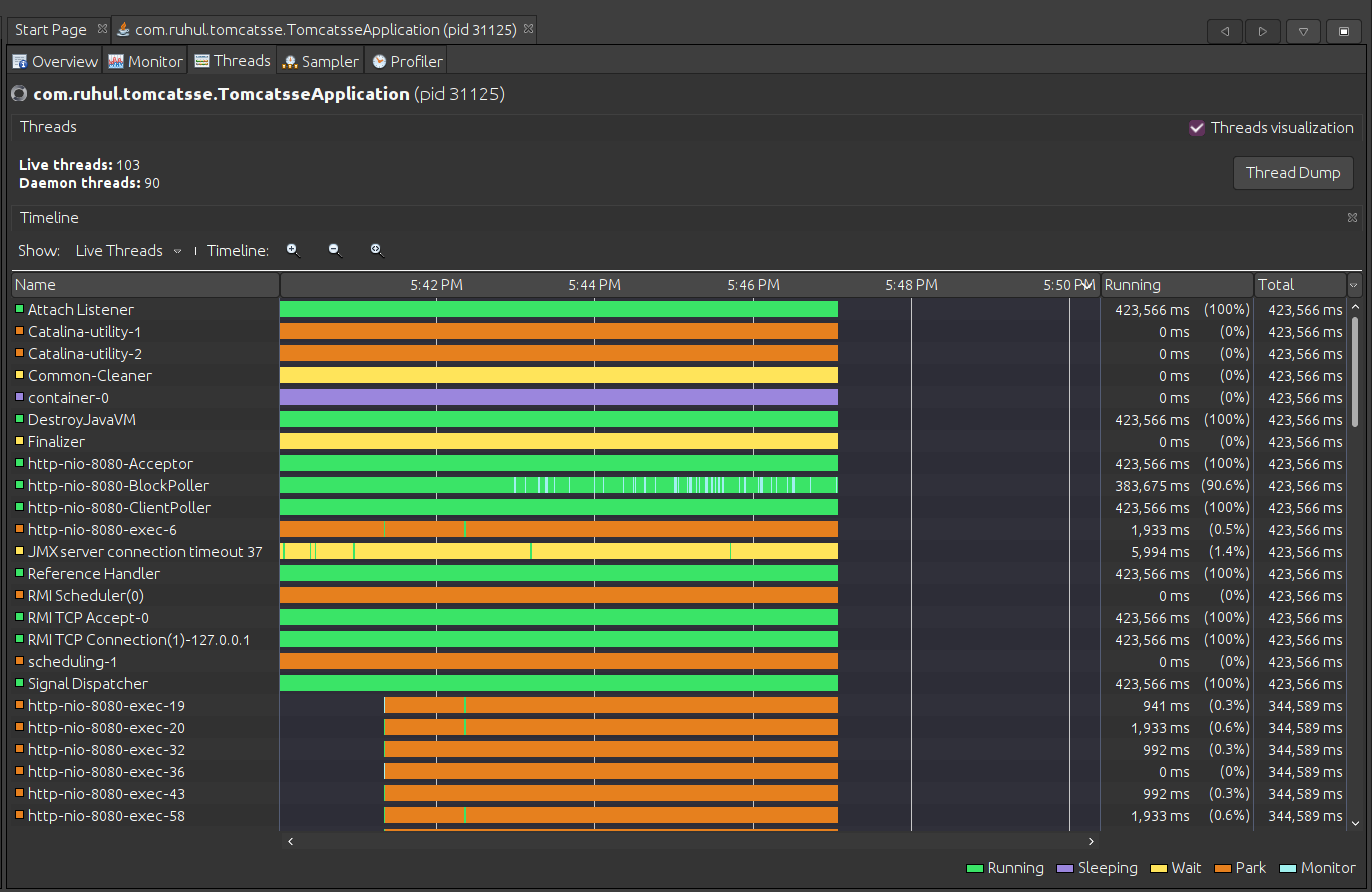 Start Page com.ruhul.tomcatsse.TomcatsseApplication (pid 31125)
Overview Monitor Threads Sampler Profiler
com.ruhul.tomcatsse.TomcatsseApplication (pid 31125)
Threads Threads visualization
Live threads: 103
Daemon threads: 90
Thread Dump
Timeline
Show: Live Threads Timeline:
Name 5:42 PM 5:44 PM 5:46 PM 5:48 PM 5:50 PM Running Total
Attach Listener 423,566 ms (100%) 423,566 ms
Catalina-utility-1 0 ms (0%) 423,566 ms
Catalina-utility-2 0 ms (0%) 423,566 ms
Common-Cleaner 0 ms (0%) 423,566 ms
container-0 0 ms (0%) 423,566 ms
DestroyJavaVM 423,566 ms (100%) 423,566 ms
Finalizer 0 ms (0%) 423,566 ms
http-nio-8080-Acceptor 423,566 ms (100%) 423,566 ms
http-nio-8080-BlockPoller 383,675 ms (90.6%) 423,566 ms
http-nio-8080-ClientPoller 423,566 ms (100%) 423,566 ms
http-nio-8080-exec-6 1,933 ms (0.5%) 423,566 ms
JMX server connection timeout 37 5,994 ms (1.4%) 423,566 ms
Reference Handler 423,566 ms (100%) 423,566 ms
RMI Scheduler(0) 0 ms (0%) 423,566 ms
RMI TCP Accept-0 423,566 ms (100%) 423,566 ms
RMI TCP Connection(1)-127.0.0.1 423,566 ms (100%) 423,566 ms
scheduling-1 0 ms (0%) 423,566 ms
Signal Dispatcher 423,566 ms (100%) 423,566 ms
http-nio-8080-exec-19 941 ms (0.3%) 344,589 ms
http-nio-8080-exec-20 1,933 ms (0.6%) 344,589 ms
http-nio-8080-exec-32 992 ms (0.3%) 344,589 ms
http-nio-8080-exec-36 0 ms (0%) 344,589 ms
http-nio-8080-exec-43 992 ms (0.3%) 344,589 ms
http-nio-8080-exec-58 1,933 ms (0.6%) 344,589 ms
Running Sleeping Wait Park Monitor